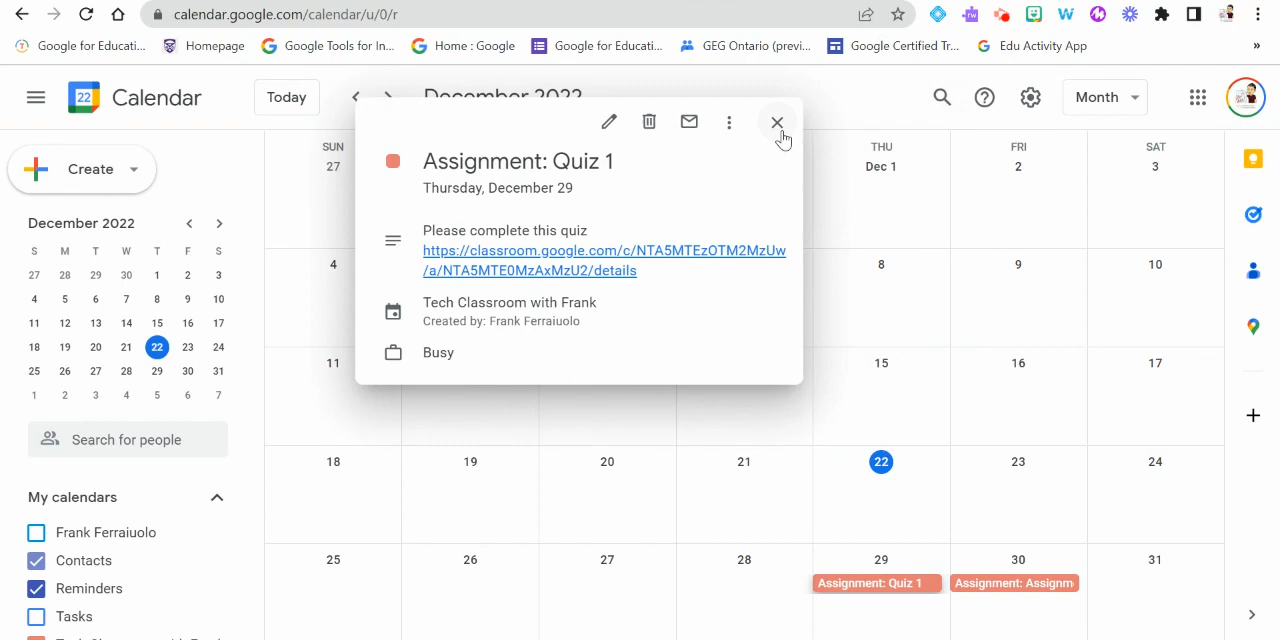 calendar.google.com/calendar/u/0/r
Google for Educati...
Homepage
Google Tools for In...
Home : Google
Google for Educati...
GEG Ontario (previ...
Google Certified Tr...
Edu Activity App
»
22
Calendar
Today
December 2022
Month
Create
December 2022
S M T W T F S
27 28 29 30 1 2 3
4 5 6 7 8 9 10
11 12 13 14 15 16 17
18 19 20 21 22 23 24
25 26 27 28 29 30 31
1 2 3 4 5 6 7
Search for people
My calendars
Frank Ferraiuolo
Contacts
Reminders
Tasks
Assignment: Quiz 1
Thursday, December 29
Please complete this quiz
https://classroom.google.com/c/NTA5MTEzOTM2MzUw
/a/NTA5MTE0MzAxMzU2/details
Tech Classroom with Frank
Created by: Frank Ferraiuolo
Busy
SUN THU FRI SAT
27 Dec 1 2 3
4 8 9 10
11 15 16 17
18 19 20 21 22 23 24
25 26 27 28 29 30 31
Assignment: Quiz 1
Assignment: Assignm